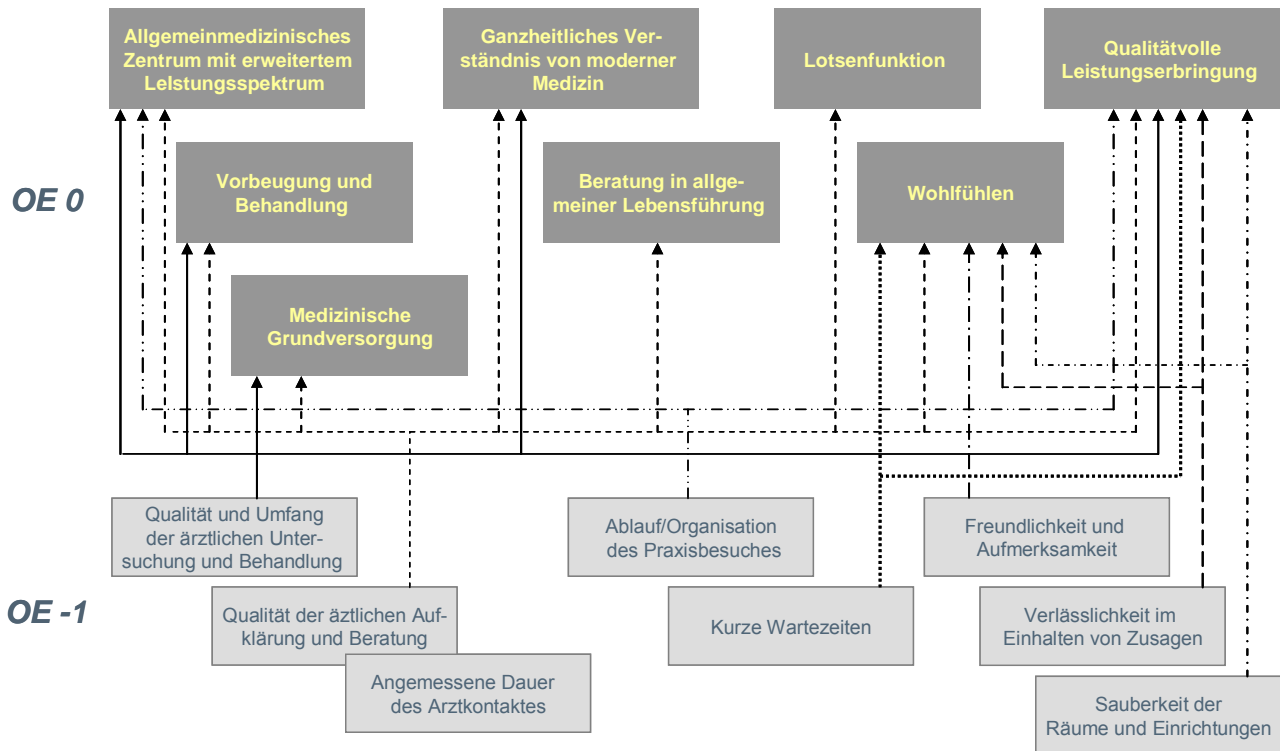 Allgemeinmedizinisches
Zentrum mit erweitertem
Lelstungsspektrum
Ganzheitliches Ver-
ständnis von moderner
Medizin
Lotsenfunktion
Qualitätvolle
Leistungserbringung
OE 0
Vorbeugung und
Behandlung
Beratung in allge-
meiner Lebensführung
Wohlfühlen
Medizinische
Grundversorgung
Qualität und Umfang
der ärztlichen Unter-
suchung und Behandlung
Ablauf/Organisation
des Praxisbesuches
Freundlichkeit und
Aufmerksamkeit
OE -1
Qualität der äztlichen Auf-
klärung und Beratung
Kurze Wartezeiten
Verlässlichkeit im
Einhalten von Zusagen
Angemessene Dauer
des Arztkontaktes
Sauberkeit der
Räume und Einrichtungen